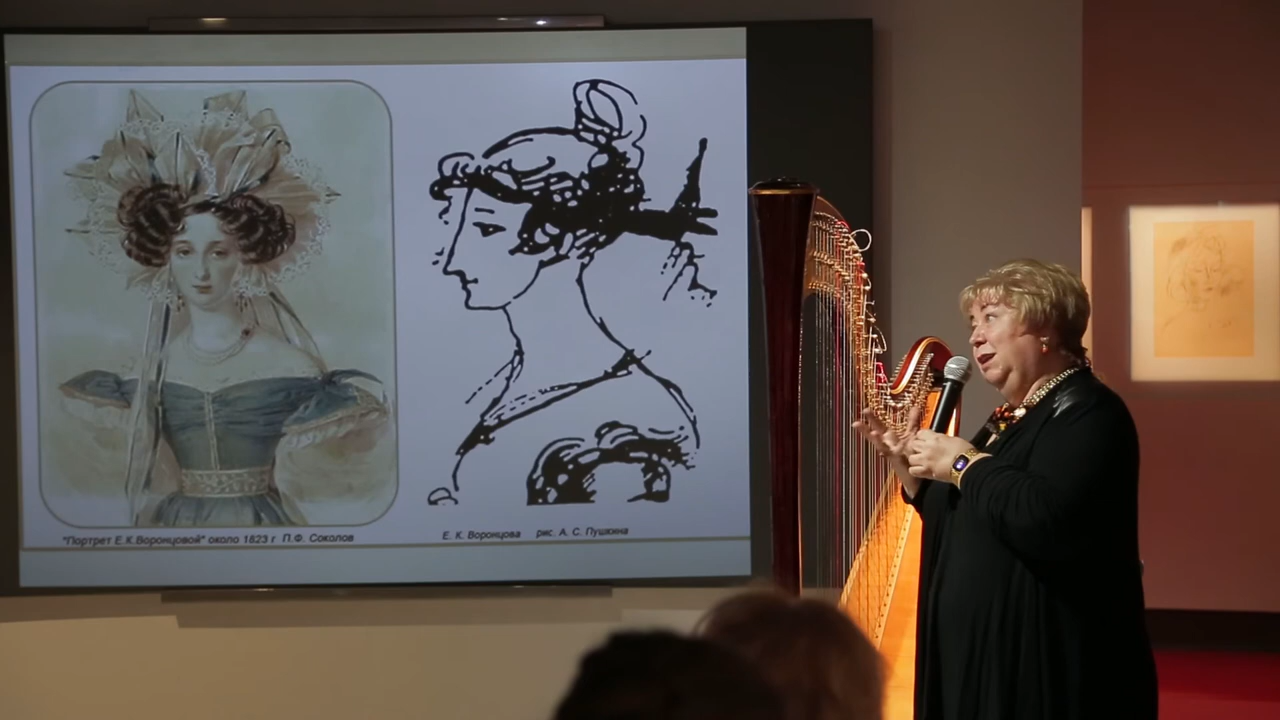 "Портрет Е.К.Воронцовой" около 1823 г П.Ф. Соколов
Е. К. Воронцова рис. А. С. Пушкина